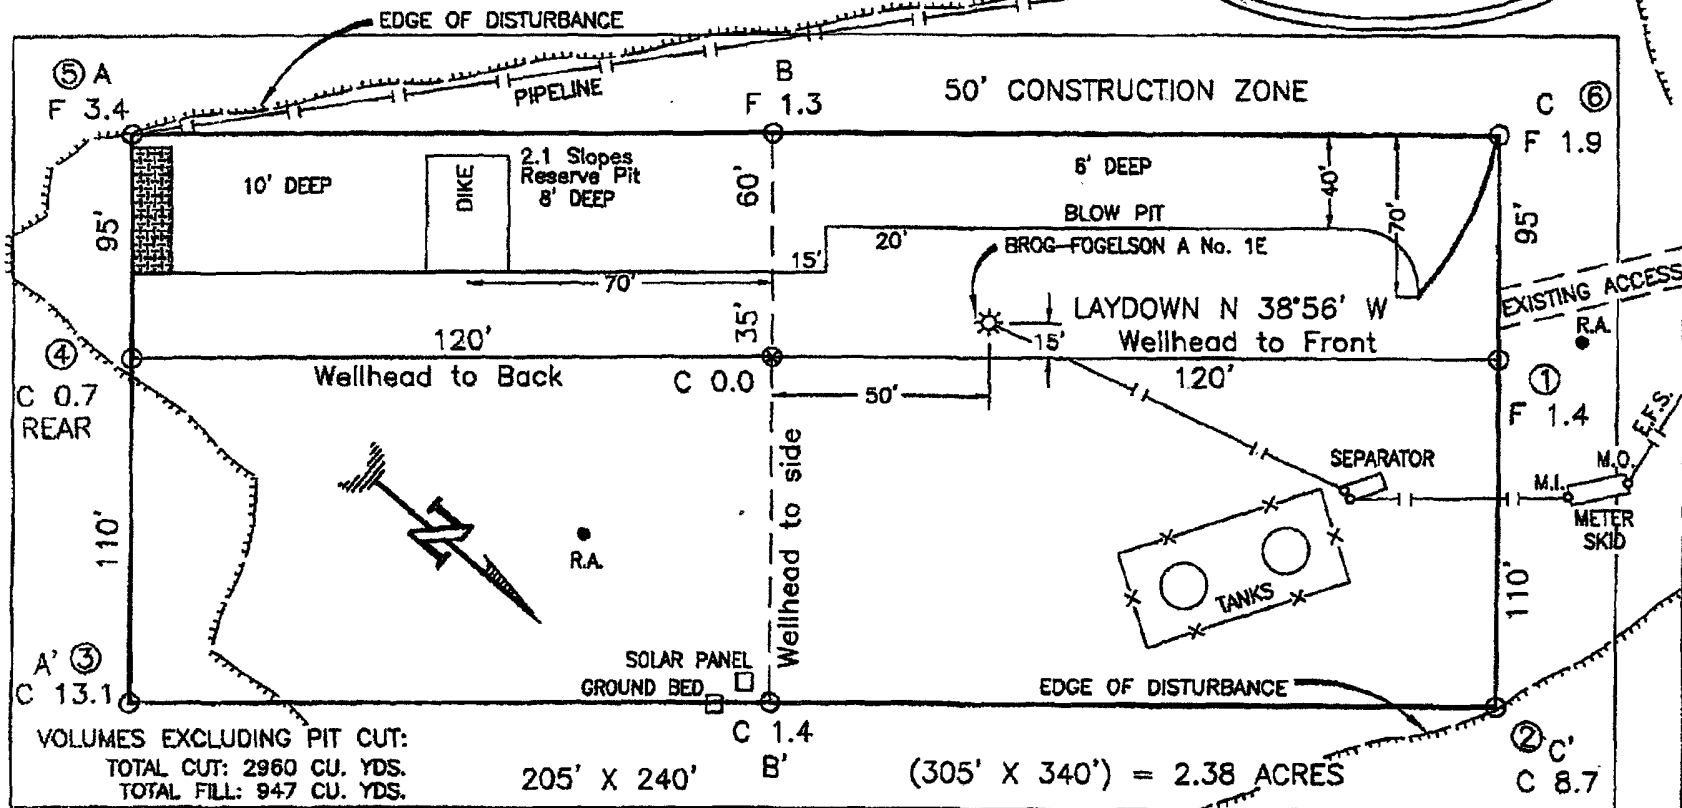 EDGE OF DISTURBANCE
⑤ A
F 3.4
PIPELINE
B
F 1.3
50' CONSTRUCTION ZONE
C ⑥
F 1.9
10' DEEP
DIKE
2.1 Slopes
Reserve Pit
8' DEEP
60'
6' DEEP
40'
70'
95'
95'
BLOW PIT
20'
15'
BROG-FOGELSON A No. 1E
70'
EXISTING ACCESS
R.A.
LAYDOWN N 38°56' W
Wellhead to Front
15'
35'
120'
Wellhead to Back
④
C 0.7
REAR
C 0.0
50'
120'
①
F 1.4
E.F.S.
SEPARATOR
M.O.
M.I.
METER
SKID
Wellhead to side
110'
R.A.
TANKS
110'
A' ③
C 13.1
SOLAR PANEL
GROUND BED
EDGE OF DISTURBANCE
C 1.4
B'
② C'
C 8.7
VOLUMES EXCLUDING PIT CUT:
TOTAL CUT: 2960 CU. YDS.
TOTAL FILL: 947 CU. YDS.
205' X 240'
(305' X 340') = 2.38 ACRES